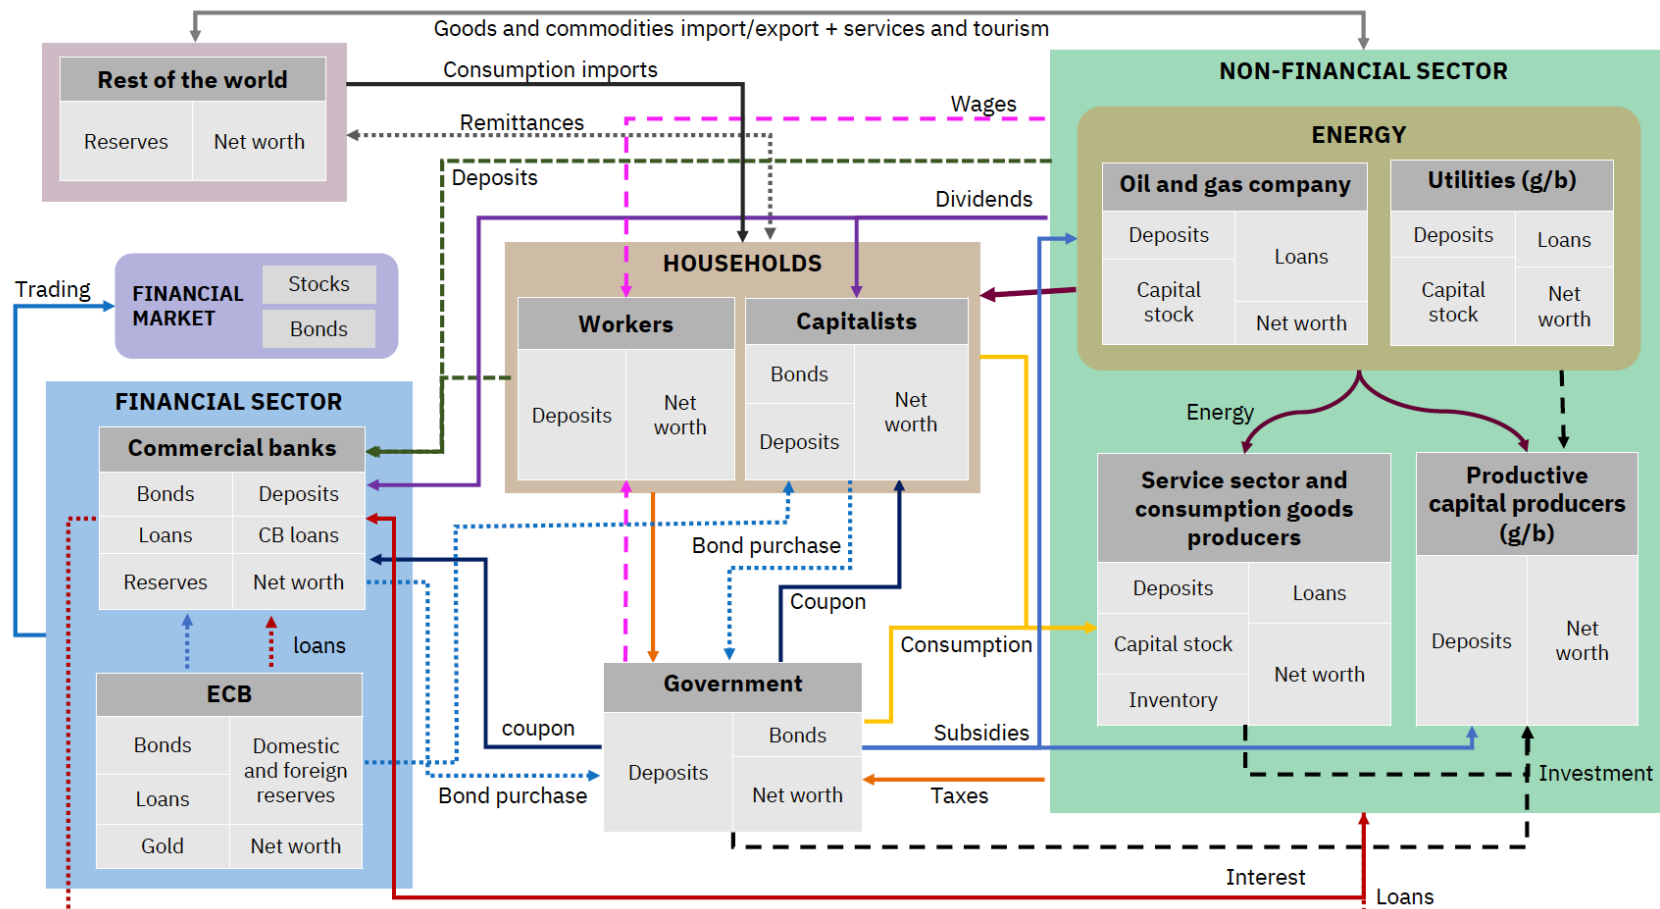 Goods and commodities import/export + services and tourism
Rest of the world
Reserves
Net worth
Consumption imports
Remittances
Wages
Deposits
Dividends
NON-FINANCIAL SECTOR
ENERGY
Oil and gas company
Deposits
Capital
stock
Loans
Net worth
Utilities (g/b)
Deposits
Capital
stock
Loans
Net
worth
Trading
FINANCIAL
MARKET
Stocks
Bonds
HOUSEHOLDS
Workers
Deposits
Net
worth
Capitalists
Bonds
Deposits
Net
worth
FINANCIAL SECTOR
Commercial banks
Bonds
Deposits
Loans
CB loans
Reserves
Net worth
loans
ECB
Bonds
Loans
Gold
Domestic
and foreign
reserves
Net worth
Energy
Service sector and
consumption goods
producers
Deposits
Capital stock
Inventory
Loans
Net worth
Productive
capital producers
(g/b)
Deposits
Net
worth
Bond purchase
Coupon
Consumption
Government
Deposits
Bonds
Net worth
coupon
Bond purchase
Subsidies
Taxes
Investment
Interest
Loans